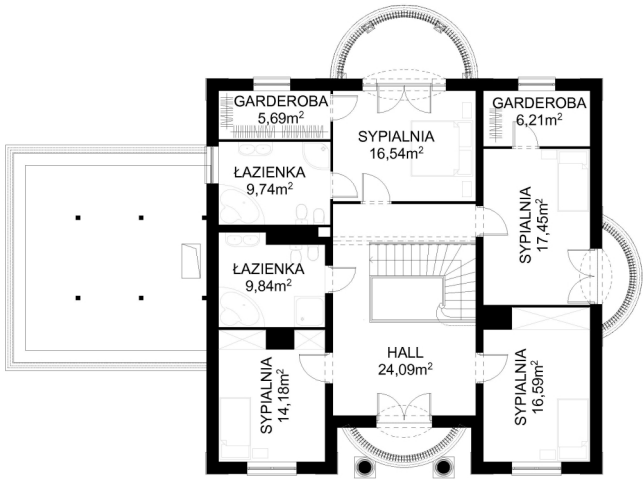 GARDEROBA
5,69m²
SYPIALNIA
16,54m²
GARDEROBA
6,21m²
ŁAZIENKA
9,74m²
SYPIALNIA
17,45m²
ŁAZIENKA
9,84m²
HALL
24,09m²
SYPIALNIA
14,18m²
SYPIALNIA
16,59m²